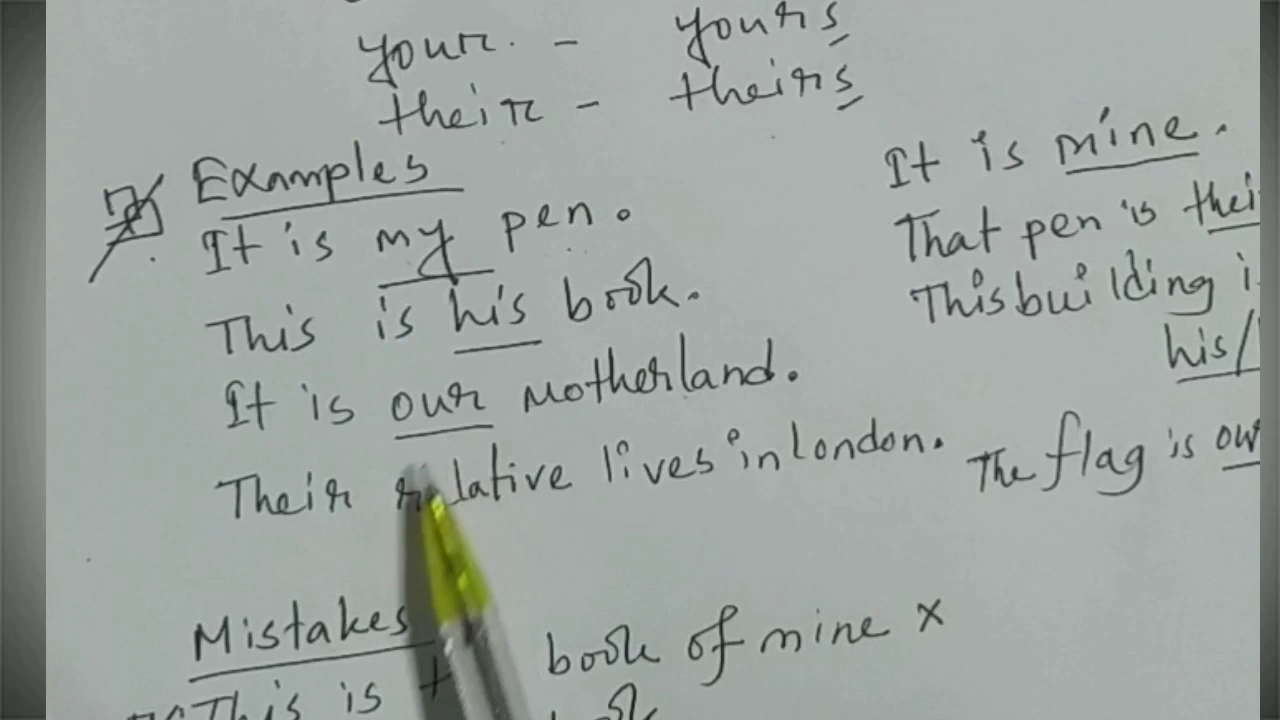 your. - yours
their - theirs
Examples
It is my pen.
This is his book.
It is our Motherland.
Their relative lives in London.
It is mine.
That pen is
This building
his/
The flag is
Mistakes
This is book of mine x